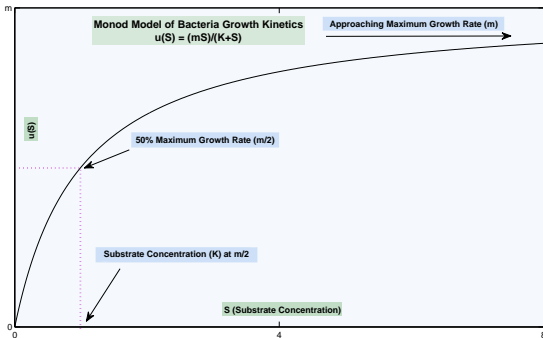 m
Monod Model of Bacteria Growth Kinetics
u(S) = (mS)/(K+S)
Approaching Maximum Growth Rate (m)
u(S)
50% Maximum Growth Rate (m/2)
Substrate Concentration (K) at m/2
S (Substrate Concentration)
0
0
4
8